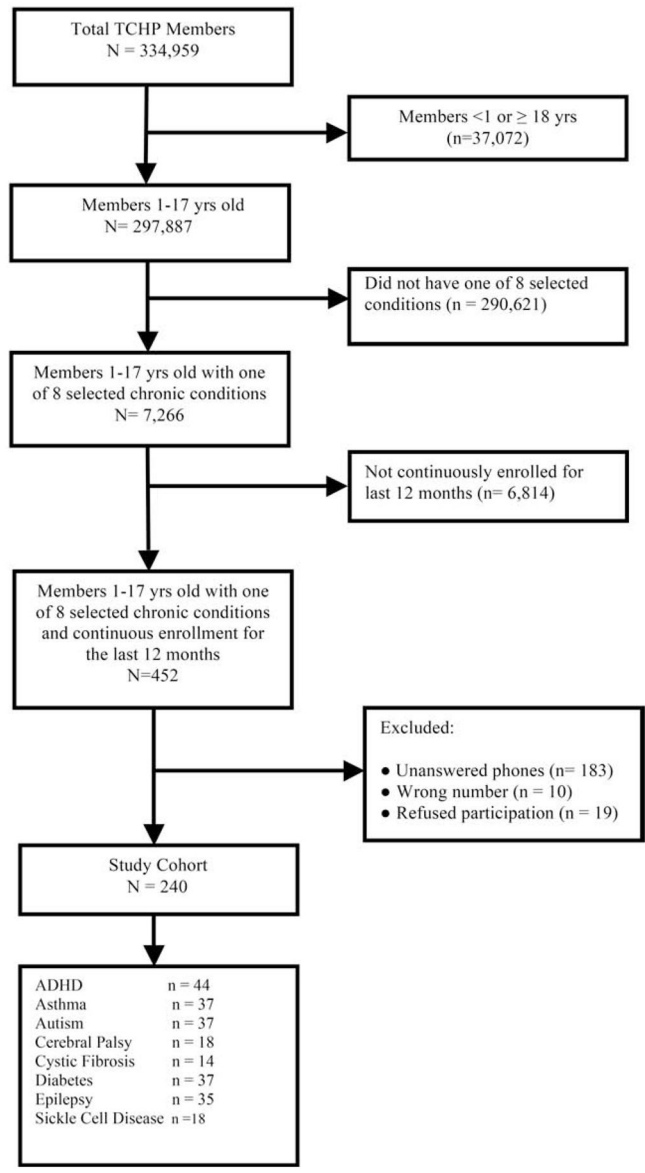 Total TCHP Members
N = 334,959
Members <1 or ≥ 18 yrs
(n=37,072)
Members 1-17 yrs old
N= 297,887
Did not have one of 8 selected
conditions (n = 290,621)
Members 1-17 yrs old with one
of 8 selected chronic conditions
N= 7,266
Not continuously enrolled for
last 12 months (n= 6,814)
Members 1-17 yrs old with one
of 8 selected chronic conditions
and continuous enrollment for
the last 12 months
N=452
Excluded:
● Unanswered phones (n= 183)
● Wrong number (n = 10)
● Refused participation (n = 19)
Study Cohort
N = 240
ADHD n = 44
Asthma n = 37
Autism n = 37
Cerebral Palsy n = 18
Cystic Fibrosis n = 14
Diabetes n = 37
Epilepsy n = 35
Sickle Cell Disease n =18